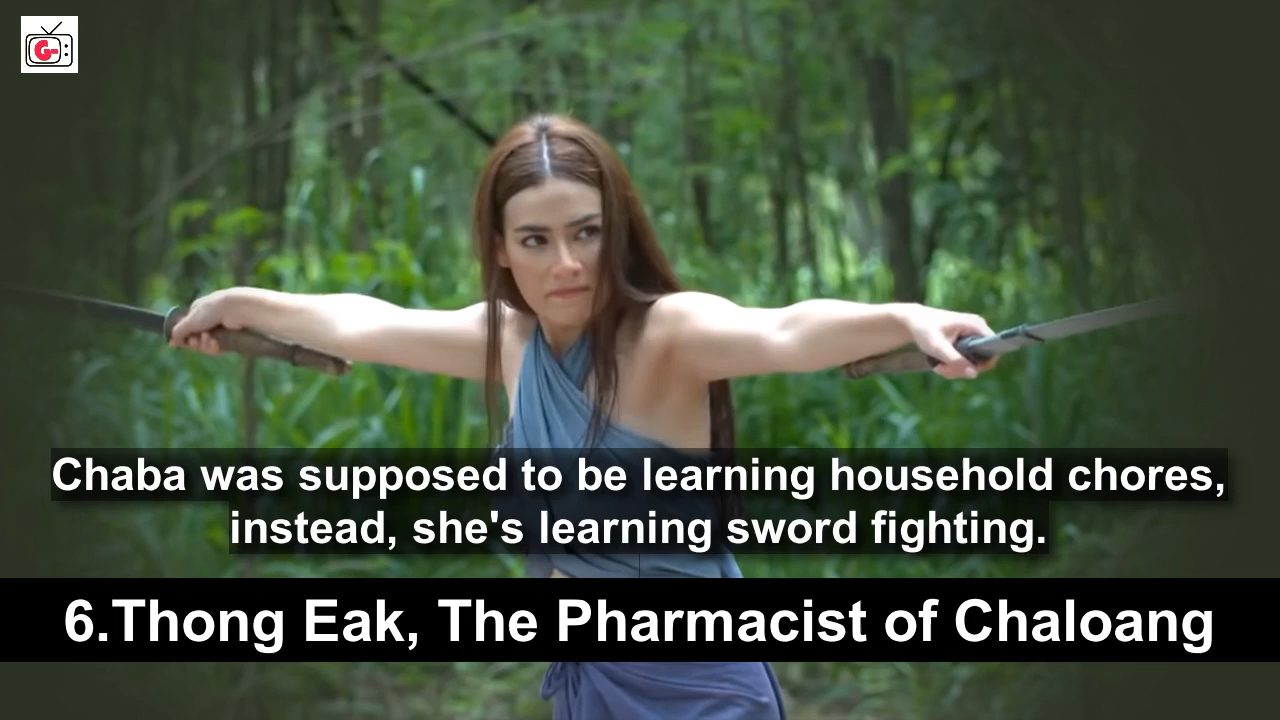 G-
Chaba was supposed to be learning household chores,
instead, she's learning sword fighting.
6.Thong Eak, The Pharmacist of Chaloang